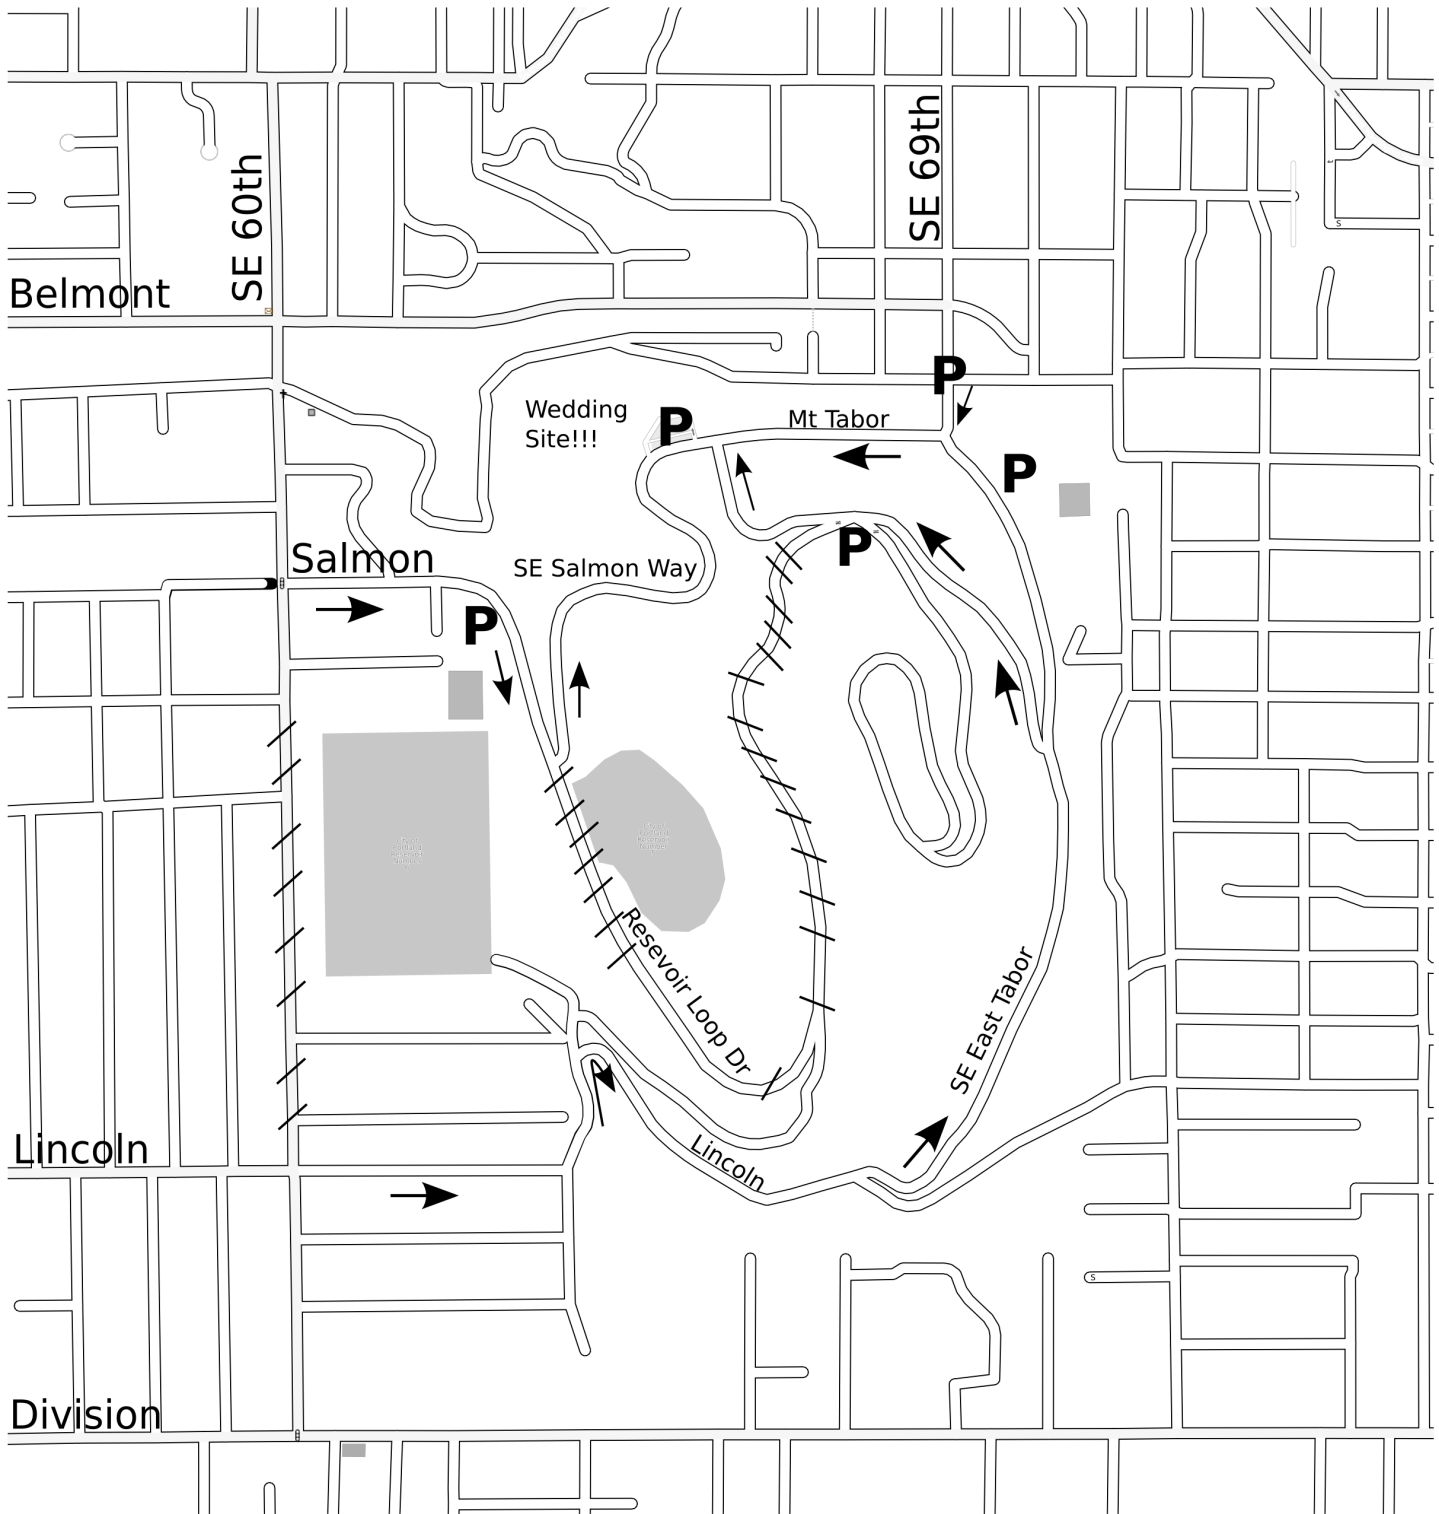 SE 60th
SE 69th
Belmont
P
Wedding
Site!!!
P
Mt Tabor
P
Salmon
P
SE Salmon Way
P
Resevoir Loop Dr
SE East Tabor
Lincoln
Lincoln
Division
S
S